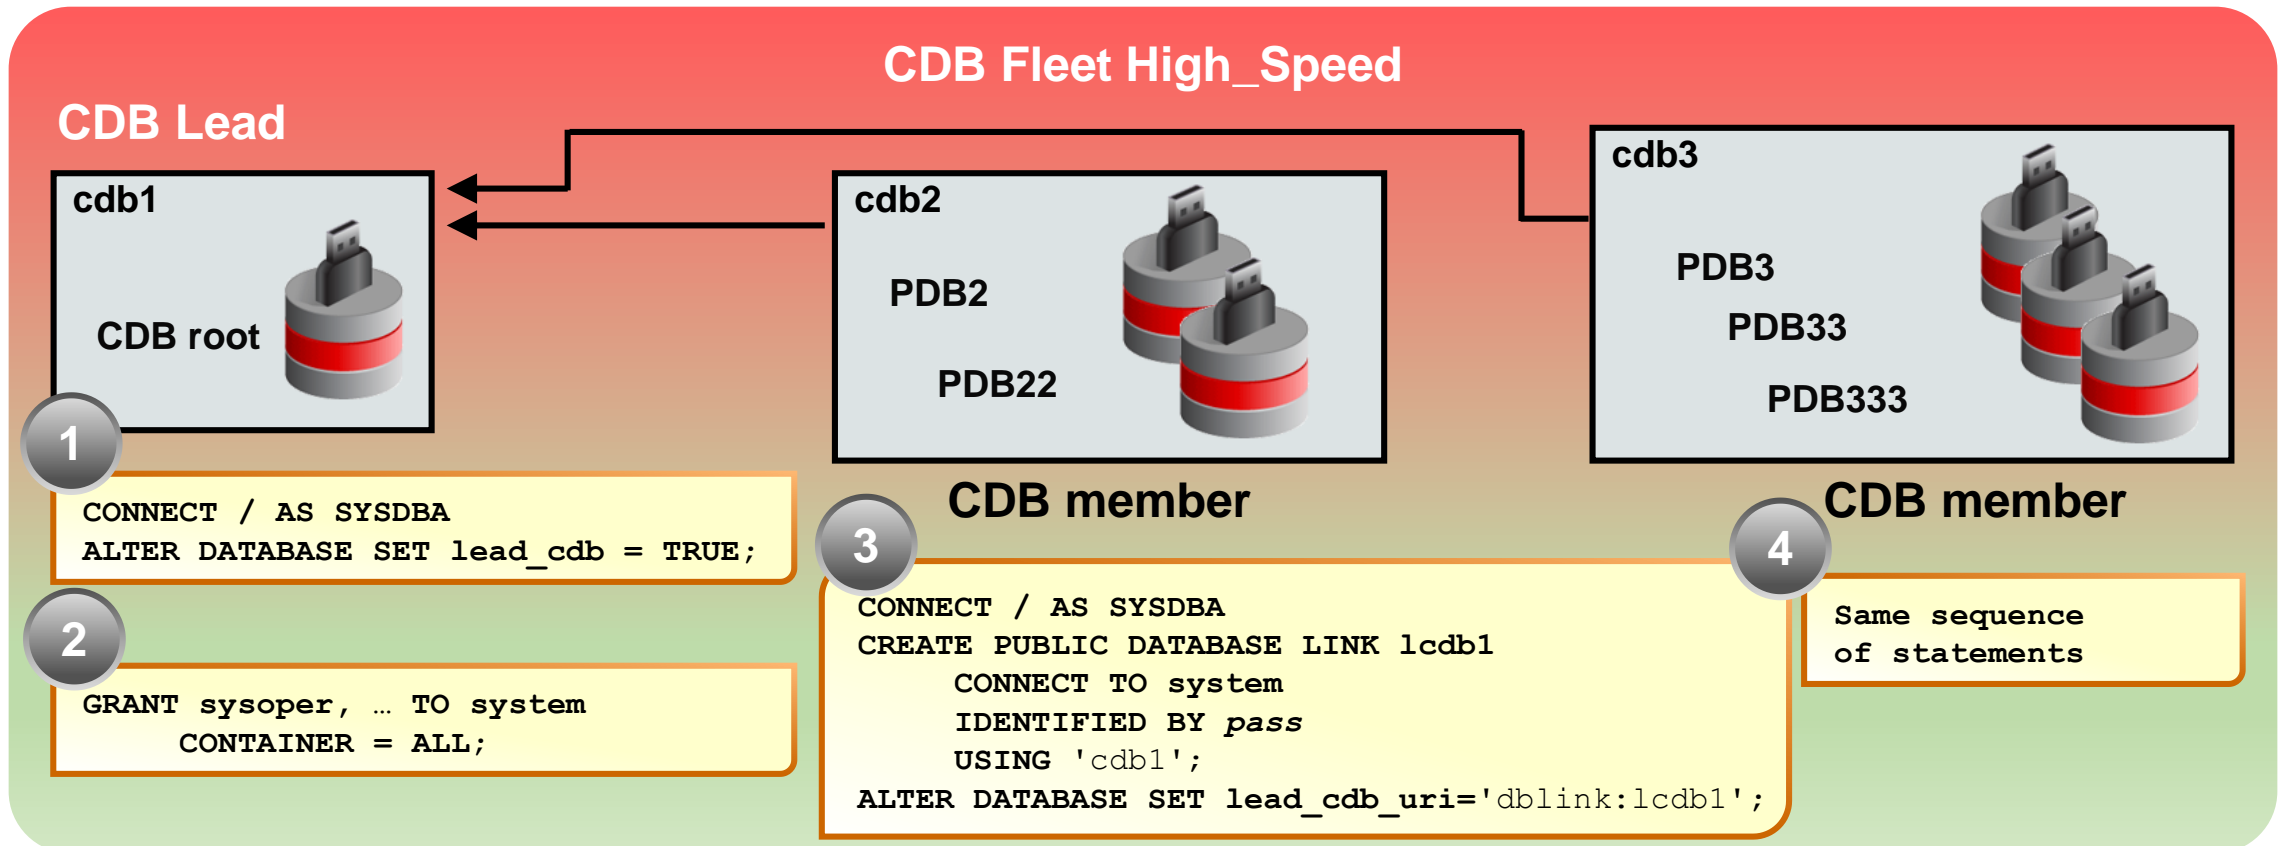 CDB Fleet High_Speed
CDB Lead
cdb1
CDB root
cdb2
PDB2
PDB22
CDB member
cdb3
PDB3
PDB33
PDB333
CDB member
1
CONNECT / AS SYSDBA
ALTER DATABASE SET lead_cdb = TRUE;
2
GRANT sysoper, … TO system
CONTAINER = ALL;
3
CONNECT / AS SYSDBA
CREATE PUBLIC DATABASE LINK lcdb1
CONNECT TO system
IDENTIFIED BY pass
USING 'cdb1';
ALTER DATABASE SET lead_cdb_uri='dblink:lcdb1';
4
Same sequence
of statements